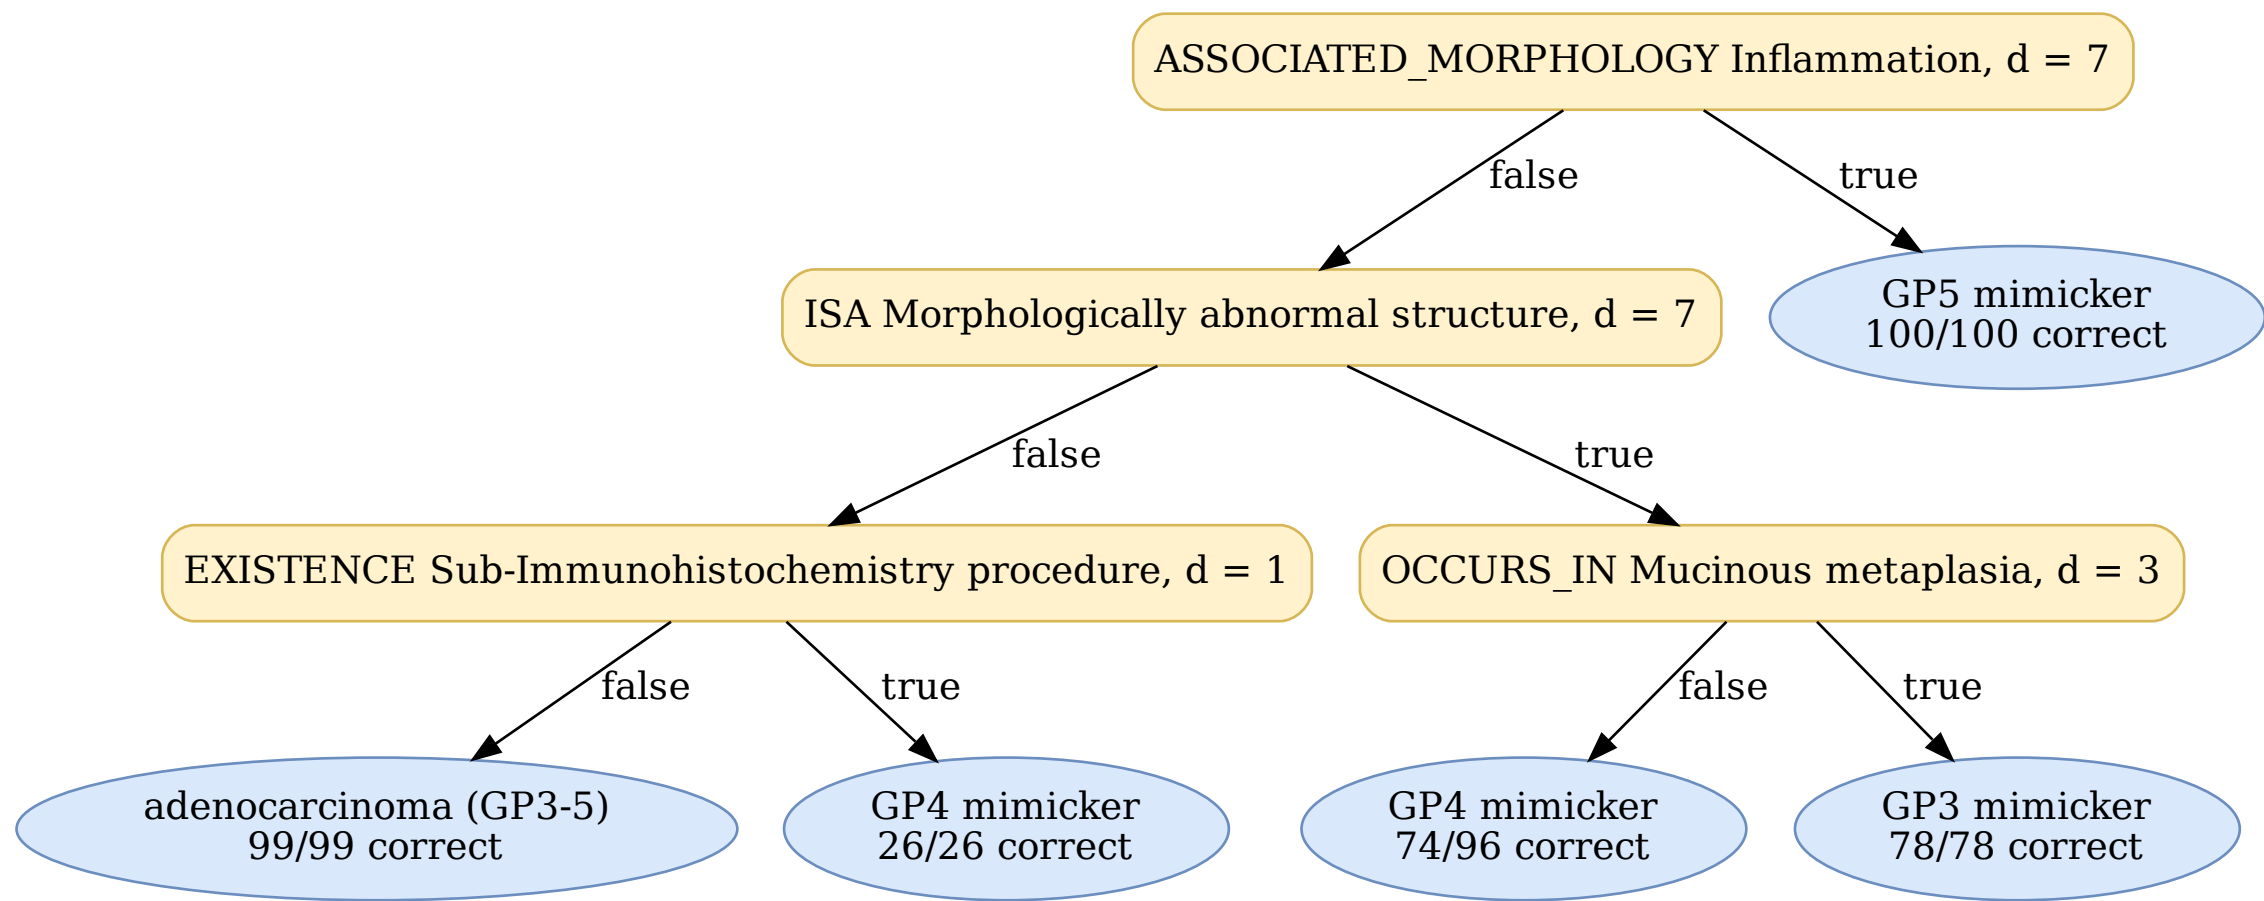 ASSOCIATED_MORPHOLOGY Inflammation, d = 7
false
true
GP5 mimicker
100/100 correct
ISA Morphologically abnormal structure, d = 7
false
true
EXISTENCE Sub-Immunohistochemistry procedure, d = 1
OCCURS_IN Mucinous metaplasia, d = 3
false
true
false
true
adenocarcinoma (GP3-5)
99/99 correct
GP4 mimicker
26/26 correct
GP4 mimicker
74/96 correct
GP3 mimicker
78/78 correct